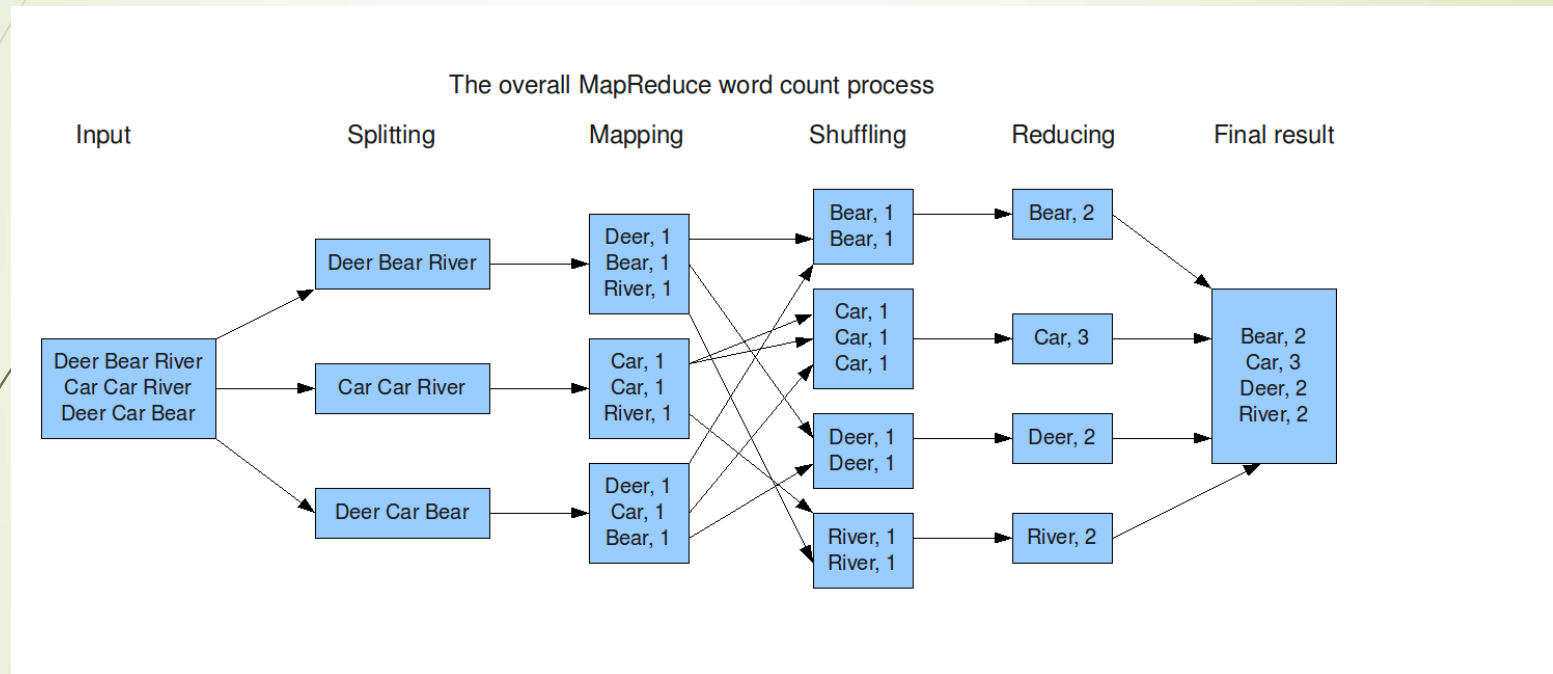 The overall MapReduce word count process
Input
Splitting
Mapping
Shuffling
Reducing
Final result
Deer Bear River
Car Car River
Deer Car Bear
Deer Bear River
Car Car River
Deer Car Bear
Deer, 1
Bear, 1
River, 1
Car, 1
Car, 1
River, 1
Deer, 1
Car, 1
Bear, 1
Bear, 1
Bear, 1
Car, 1
Car, 1
Car, 1
Deer, 1
Deer, 1
River, 1
River, 1
Bear, 2
Car, 3
Deer, 2
River, 2
Bear, 2
Car, 3
Deer, 2
River, 2